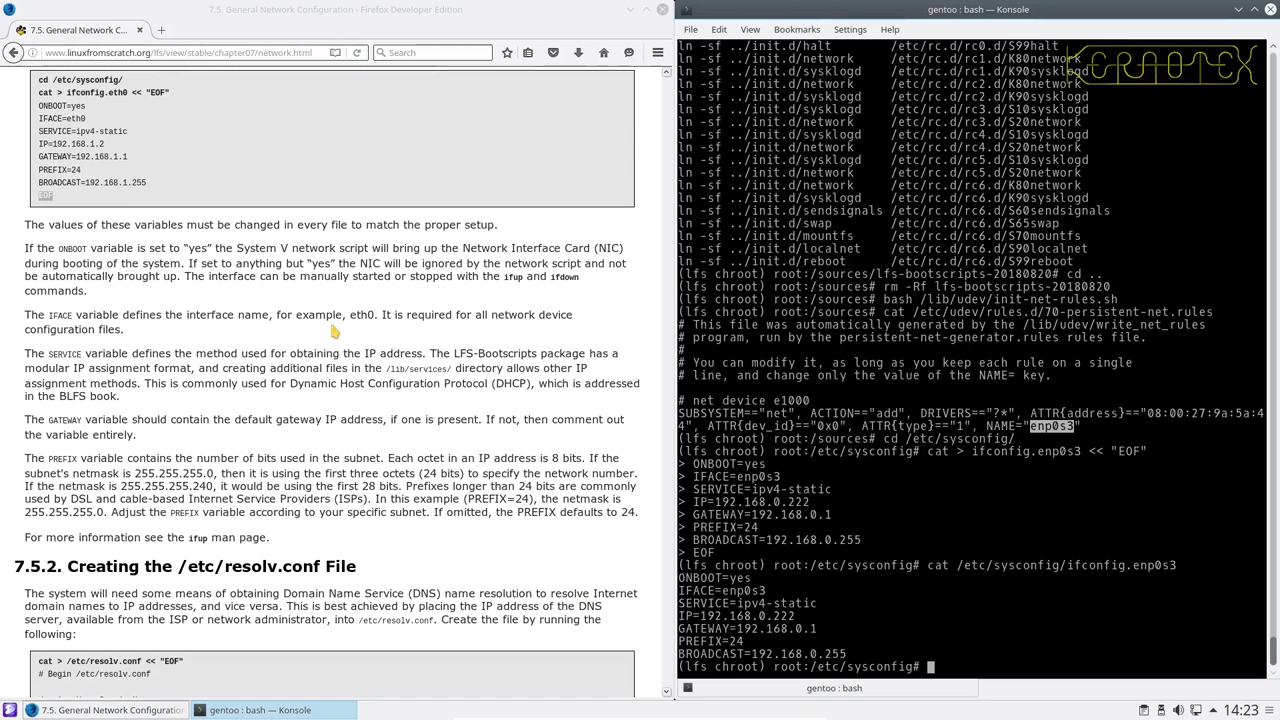 7.5. General Network Configuration - Firefox Developer Edition
7.5. General Network C...
www.linuxfromscratch.org/lfs/view/stable/chapter07/network.html
Search
cd /etc/sysconfig/
cat > ifconfig.eth0 << "EOF"
ONBOOT=yes
IFACE=eth0
SERVICE=ipv4-static
IP=192.168.1.2
GATEWAY=192.168.1.1
PREFIX=24
BROADCAST=192.168.1.255
EOF
The values of these variables must be changed in every file to match the proper setup.
If the ONBOOT variable is set to “yes” the System V network script will bring up the Network Interface Card (NIC)
during booting of the system. If set to anything but “yes” the NIC will be ignored by the network script and not
be automatically brought up. The interface can be manually started or stopped with the ifup and ifdown
commands.
The IFACE variable defines the interface name, for example, eth0. It is required for all network device
configuration files.
The SERVICE variable defines the method used for obtaining the IP address. The LFS-Bootscripts package has a
modular IP assignment format, and creating additional files in the /lib/services/ directory allows other IP
assignment methods. This is commonly used for Dynamic Host Configuration Protocol (DHCP), which is addressed
in the BLFS book.
The GATEWAY variable should contain the default gateway IP address, if one is present. If not, then comment out
the variable entirely.
The PREFIX variable contains the number of bits used in the subnet. Each octet in an IP address is 8 bits. If the
subnet's netmask is 255.255.255.0, then it is using the first three octets (24 bits) to specify the network number.
If the netmask is 255.255.255.240, it would be using the first 28 bits. Prefixes longer than 24 bits are commonly
used by DSL and cable-based Internet Service Providers (ISPs). In this example (PREFIX=24), the netmask is
255.255.255.0. Adjust the PREFIX variable according to your specific subnet. If omitted, the PREFIX defaults to 24.
For more information see the ifup man page.
7.5.2. Creating the /etc/resolv.conf File
The system will need some means of obtaining Domain Name Service (DNS) name resolution to resolve Internet
domain names to IP addresses, and vice versa. This is best achieved by placing the IP address of the DNS
server, available from the ISP or network administrator, into /etc/resolv.conf. Create the file by running the
following:
cat > /etc/resolv.conf << "EOF"
# Begin /etc/resolv.conf
gentoo : bash — Konsole
File Edit View Bookmarks Settings Help
KERNOTEX
ln -sf ../init.d/halt /etc/rc.d/rc0.d/S99halt
ln -sf ../init.d/network /etc/rc.d/rc1.d/K80network
ln -sf ../init.d/sysklogd /etc/rc.d/rc1.d/K90sysklogd
ln -sf ../init.d/network /etc/rc.d/rc2.d/K80network
ln -sf ../init.d/sysklogd /etc/rc.d/rc2.d/K90sysklogd
ln -sf ../init.d/sysklogd /etc/rc.d/rc3.d/S10sysklogd
ln -sf ../init.d/network /etc/rc.d/rc3.d/S20network
ln -sf ../init.d/sysklogd /etc/rc.d/rc4.d/S10sysklogd
ln -sf ../init.d/network /etc/rc.d/rc4.d/S20network
ln -sf ../init.d/sysklogd /etc/rc.d/rc5.d/S10sysklogd
ln -sf ../init.d/network /etc/rc.d/rc5.d/S20network
ln -sf ../init.d/network /etc/rc.d/rc6.d/K80network
ln -sf ../init.d/sysklogd /etc/rc.d/rc6.d/K90sysklogd
ln -sf ../init.d/sendsignals /etc/rc.d/rc6.d/S60sendsignals
ln -sf ../init.d/swap /etc/rc.d/rc6.d/S65swap
ln -sf ../init.d/mountfs /etc/rc.d/rc6.d/S70mountfs
ln -sf ../init.d/localnet /etc/rc.d/rc6.d/S90localnet
ln -sf ../init.d/reboot /etc/rc.d/rc6.d/S99reboot
(lfs chroot) root:/sources/lfs-bootscripts-20180820# cd ..
(lfs chroot) root:/sources# rm -Rf lfs-bootscripts-20180820
(lfs chroot) root:/sources# bash /lib/udev/init-net-rules.sh
(lfs chroot) root:/sources# cat /etc/udev/rules.d/70-persistent-net.rules
# This file was automatically generated by the /lib/udev/write_net_rules
# program, run by the persistent-net-generator.rules rules file.
#
# You can modify it, as long as you keep each rule on a single
# line, and change only the value of the NAME= key.
# net device e1000
SUBSYSTEM=="net", ACTION=="add", DRIVERS=="?*", ATTR{address}=="08:00:27:9a:5a:4
4", ATTR{dev_id}=="0x0", ATTR{type}=="1", NAME="enp0s3"
(lfs chroot) root:/sources# cd /etc/sysconfig/
(lfs chroot) root:/etc/sysconfig# cat > ifconfig.enp0s3 << "EOF"
> ONBOOT=yes
> IFACE=enp0s3
> SERVICE=ipv4-static
> IP=192.168.0.222
> GATEWAY=192.168.0.1
> PREFIX=24
> BROADCAST=192.168.0.255
> EOF
(lfs chroot) root:/etc/sysconfig# cat /etc/sysconfig/ifconfig.enp0s3
ONBOOT=yes
IFACE=enp0s3
SERVICE=ipv4-static
IP=192.168.0.222
GATEWAY=192.168.0.1
PREFIX=24
BROADCAST=192.168.0.255
(lfs chroot) root:/etc/sysconfig#
gentoo : bash
7.5. General Network Configuration
gentoo : bash — Konsole
14:23